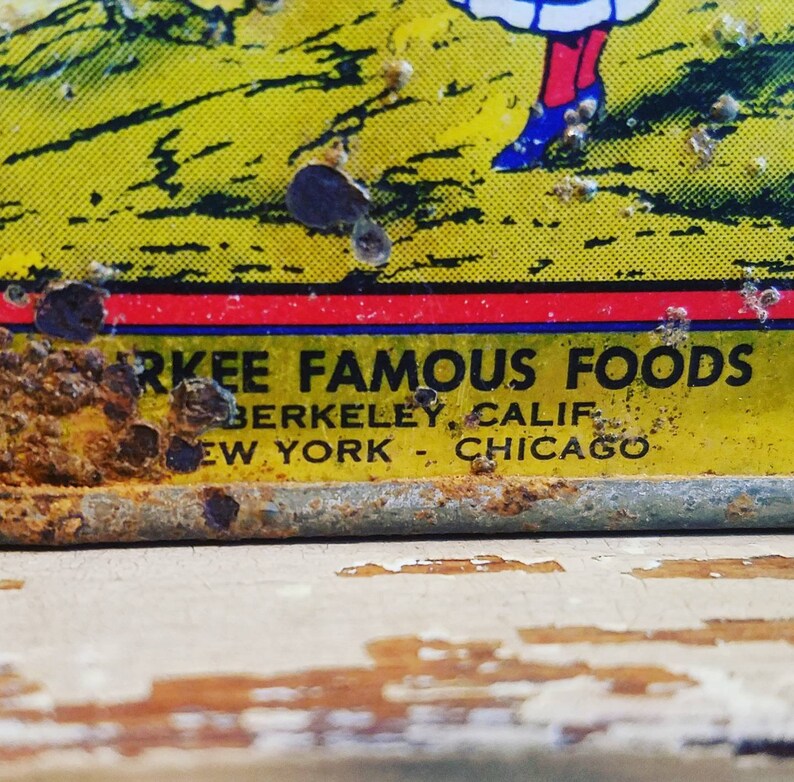 RKEE FAMOUS FOODS
BERKELEY, CALIF.
EW YORK - CHICAGO